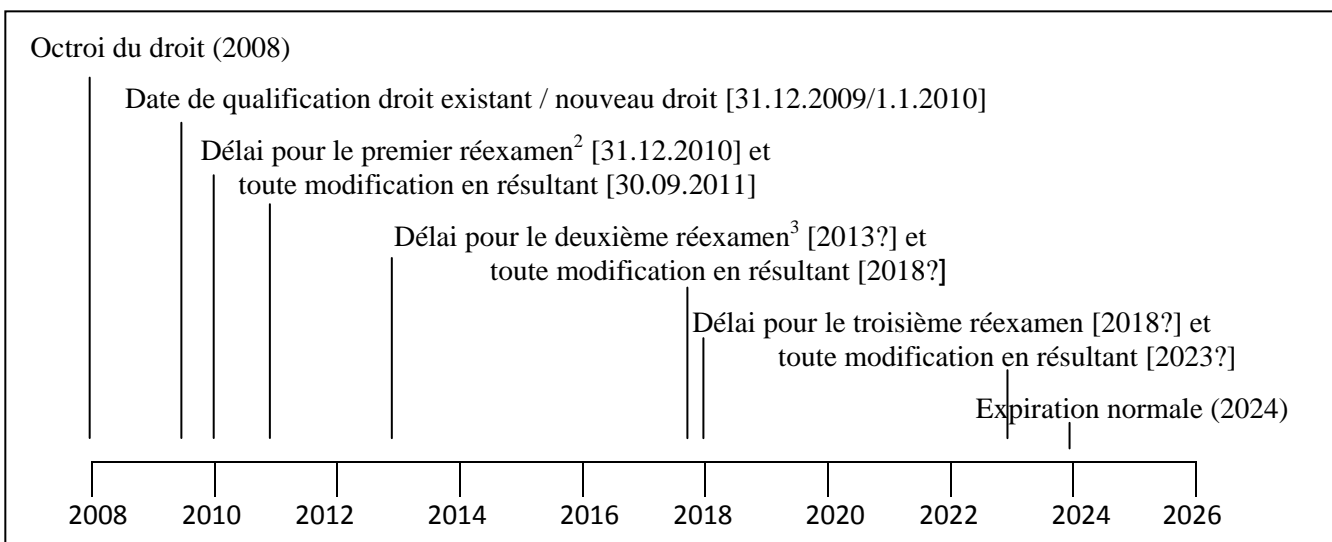 Octroi du droit (2008)
Date de qualification droit existant / nouveau droit [31.12.2009/1.1.2010]
Délai pour le premier réexamen² [31.12.2010] et
toute modification en résultant [30.09.2011]
Délai pour le deuxième réexamen³ [2013?] et
toute modification en résultant [2018?]
Délai pour le troisième réexamen [2018?] et
toute modification en résultant [2023?]
Expiration normale (2024)
2008 2010 2012 2014 2016 2018 2020 2022 2024 2026